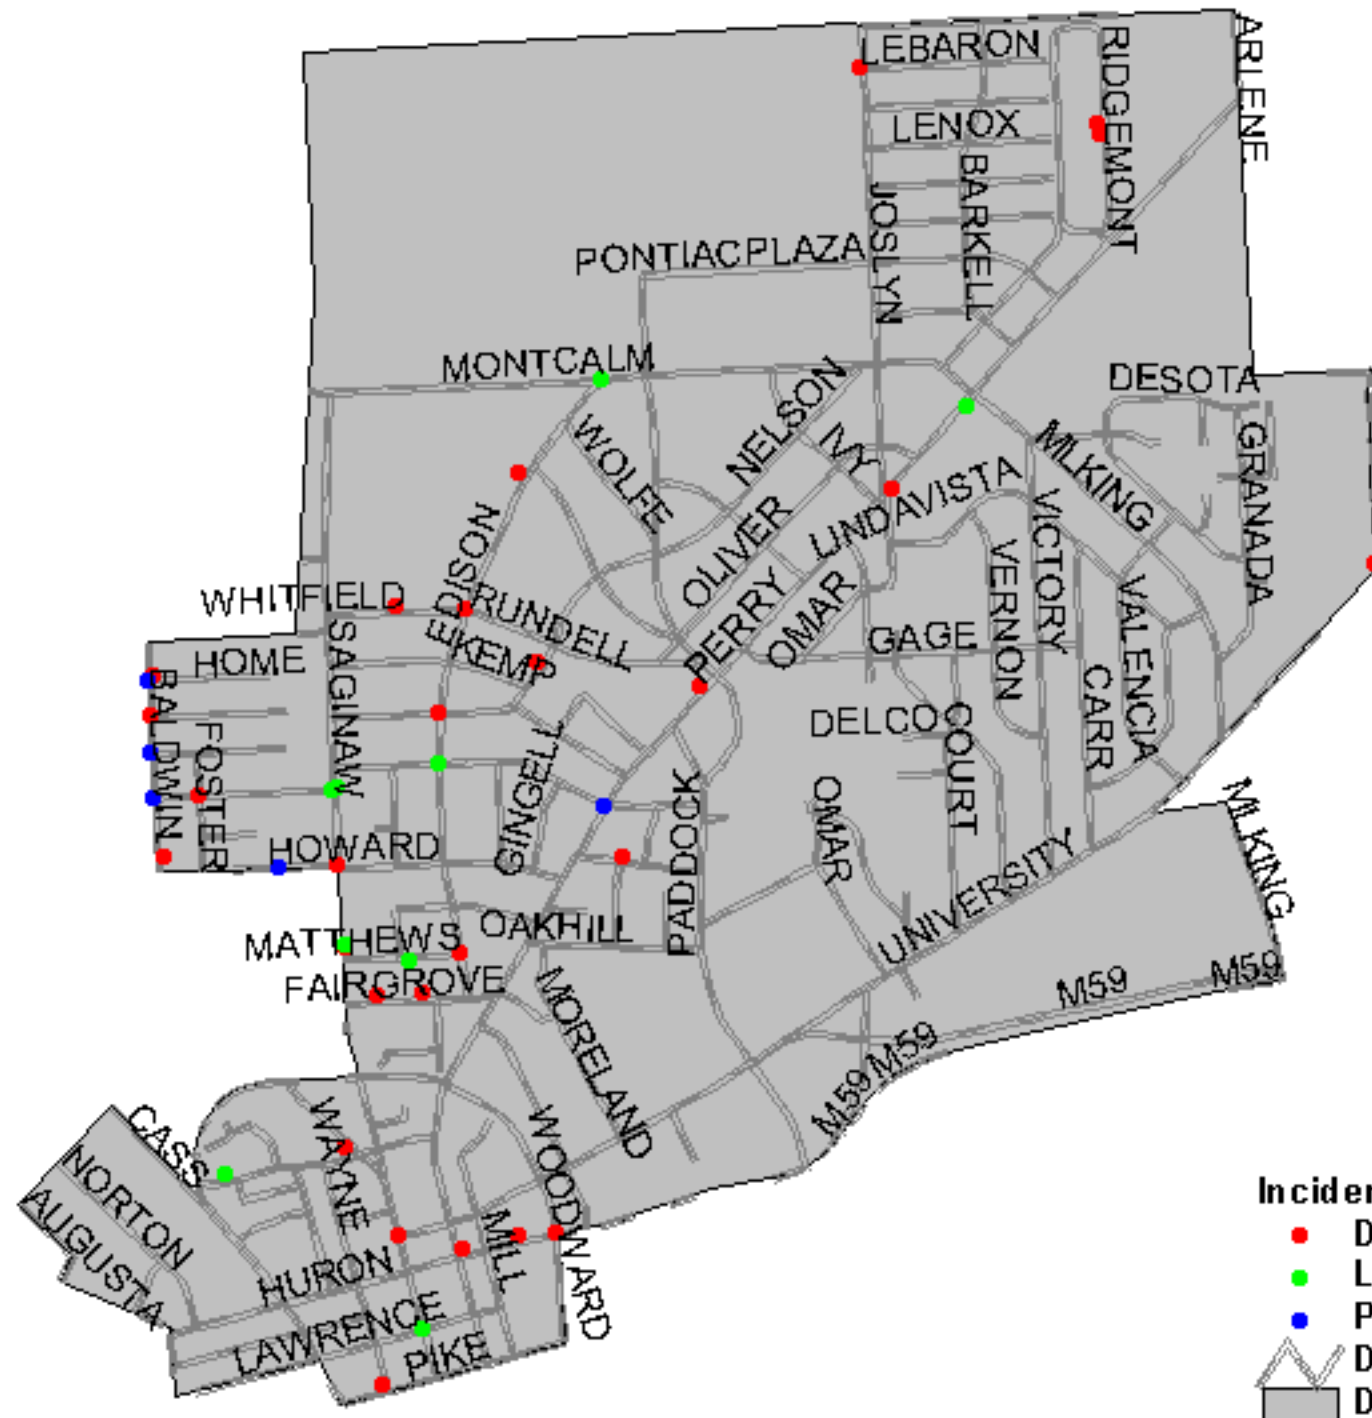 ARLENE
LEBARON
RIDGEMONT
LENOX
BARKELL
JOSLYN
PONTIACPLAZA
MONTCALM
DESOTA
NELSON
IVY
WOLFE
MLKING
GRANADA
LINDAVISTA
OLIVER
VICTORY
EDISON
VERNON
PERRY
OMAR
VALENCIA
WHITFIELD
RUNDELL
SAGINAW
GAGE
HOME
KEMP
CARR
BALDWIN
FOSTER
DELCO
COURT
GINGELL
PADDOCK
OMAR
MLKING
HOWARD
UNIVERSITY
OAKHILL
MATTHEWS
FAIRGROVE
MORELAND
M59
M59
M59
M59
CASS
WAYNE
WOODWARD
NORTON
AUGUSTA
MILL
HURON
LAWRENCE
PIKE
Incider
D
L
P
D
D